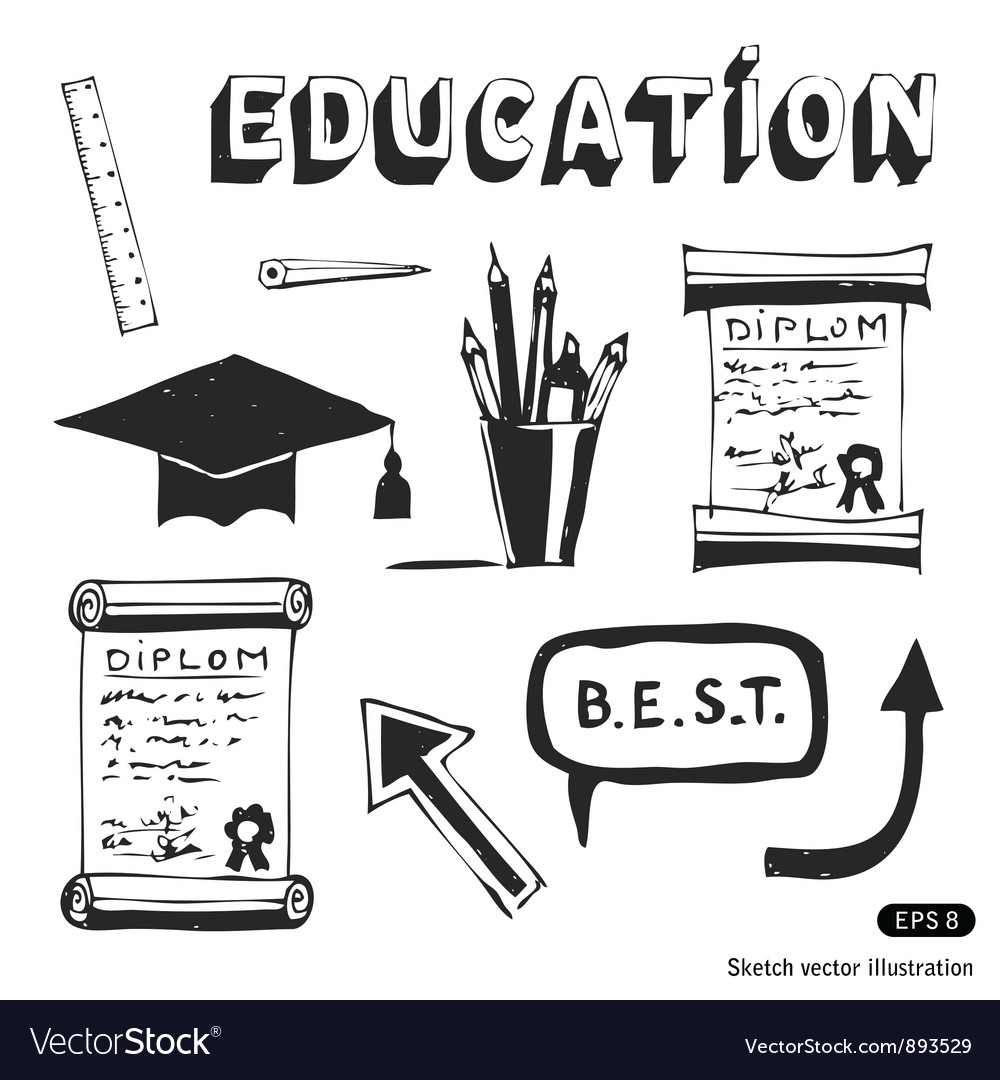 EDUCATiON
DiPLOM
DiPLOM
B.E.S.T.
EPS 8
Sketch vector illustration
VectorStock®
VectorStock.com/893529